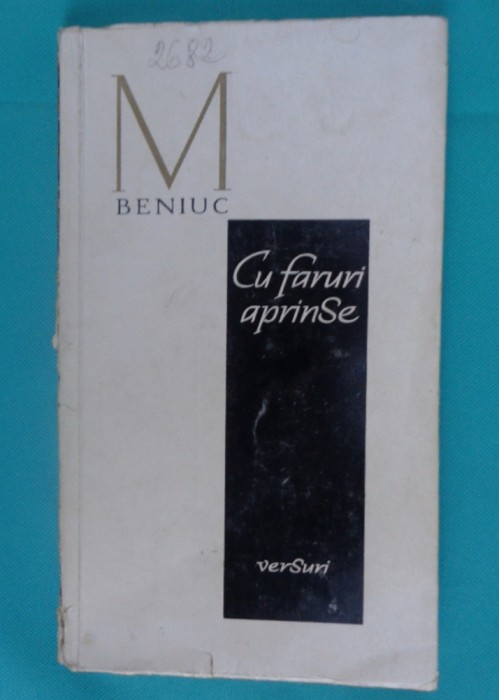 2682
M
BENIUC
Cu faruri
aprinSe
verSuri